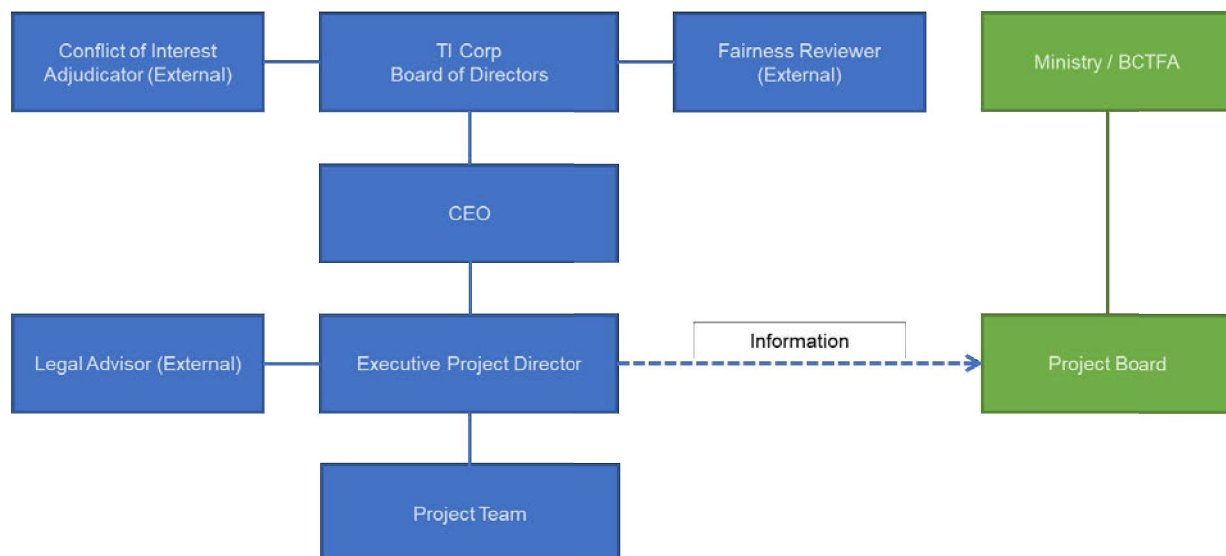 Conflict of Interest
Adjudicator (External)
TI Corp
Board of Directors
Fairness Reviewer
(External)
Ministry / BCTFA
CEO
Legal Advisor (External)
Executive Project Director
Information
Project Board
Project Team